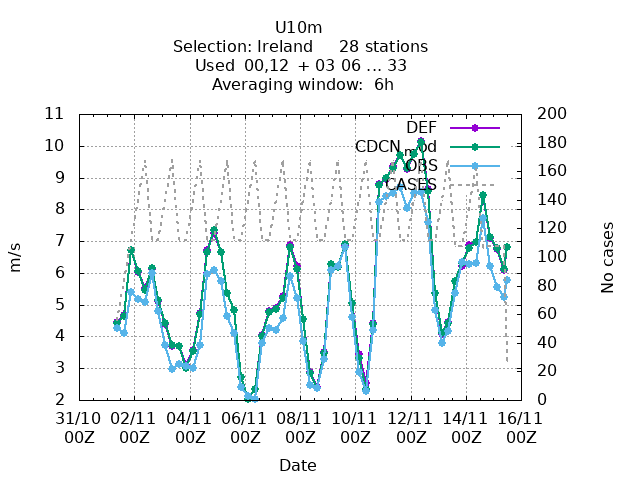 U10m
Selection: Ireland 28 stations
Used 00,12 + 03 06 ... 33
Averaging window: 6h
11 200
10 180
9 160
8 140
7 120
6 100
5 80
4 60
3 40
2 20
0
DEF
CDCN_mod
OBS
CASES
m/s
No cases
31/10 02/11 04/11 06/11 08/11 10/11 12/11 14/11 16/11
00Z 00Z 00Z 00Z 00Z 00Z 00Z 00Z 00Z
Date